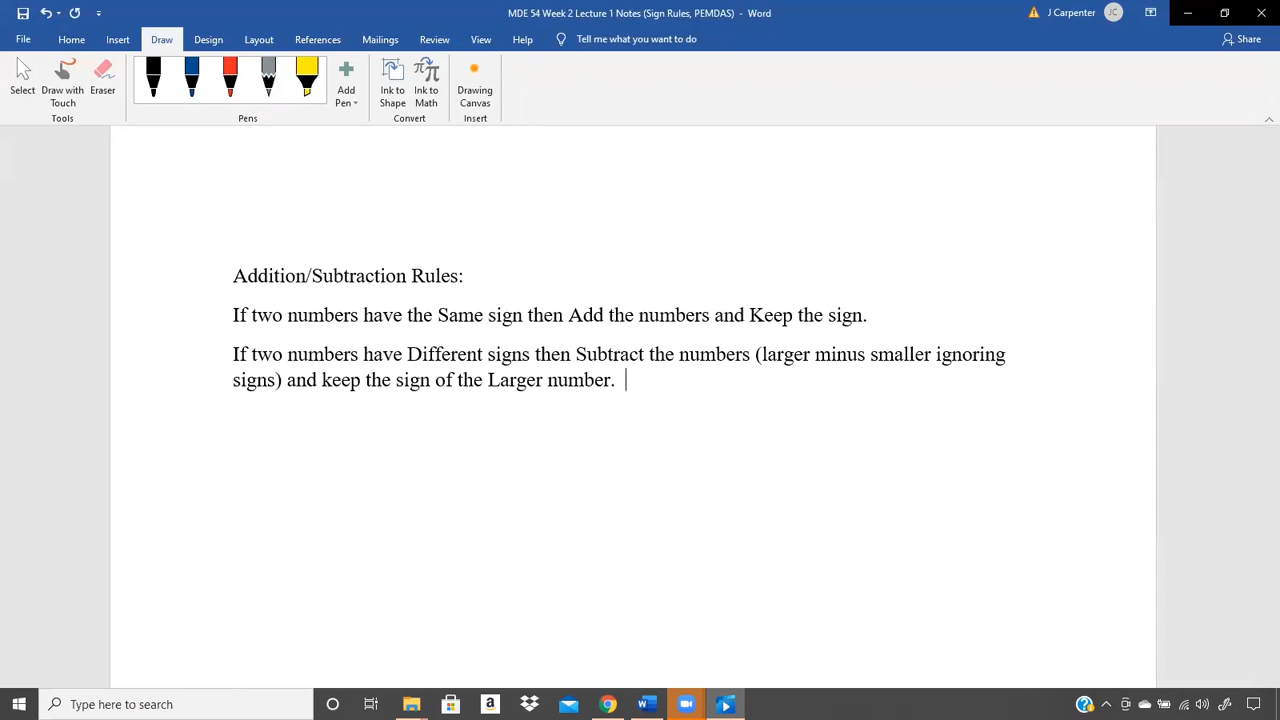 MDE 54 Week 2 Lecture 1 Notes (Sign Rules, PEMDAS) - Word
J Carpenter
JC
File
Home
Insert
Draw
Design
Layout
References
Mailings
Review
View
Help
Tell me what you want to do
Share
Select
Draw with
Touch
Eraser
Add
Pen
Ink to
Shape
Ink to
Math
Drawing
Canvas
Tools
Pens
Convert
Insert
Addition/Subtraction Rules:
If two numbers have the Same sign then Add the numbers and Keep the sign.
If two numbers have Different signs then Subtract the numbers (larger minus smaller ignoring
signs) and keep the sign of the Larger number.
Type here to search